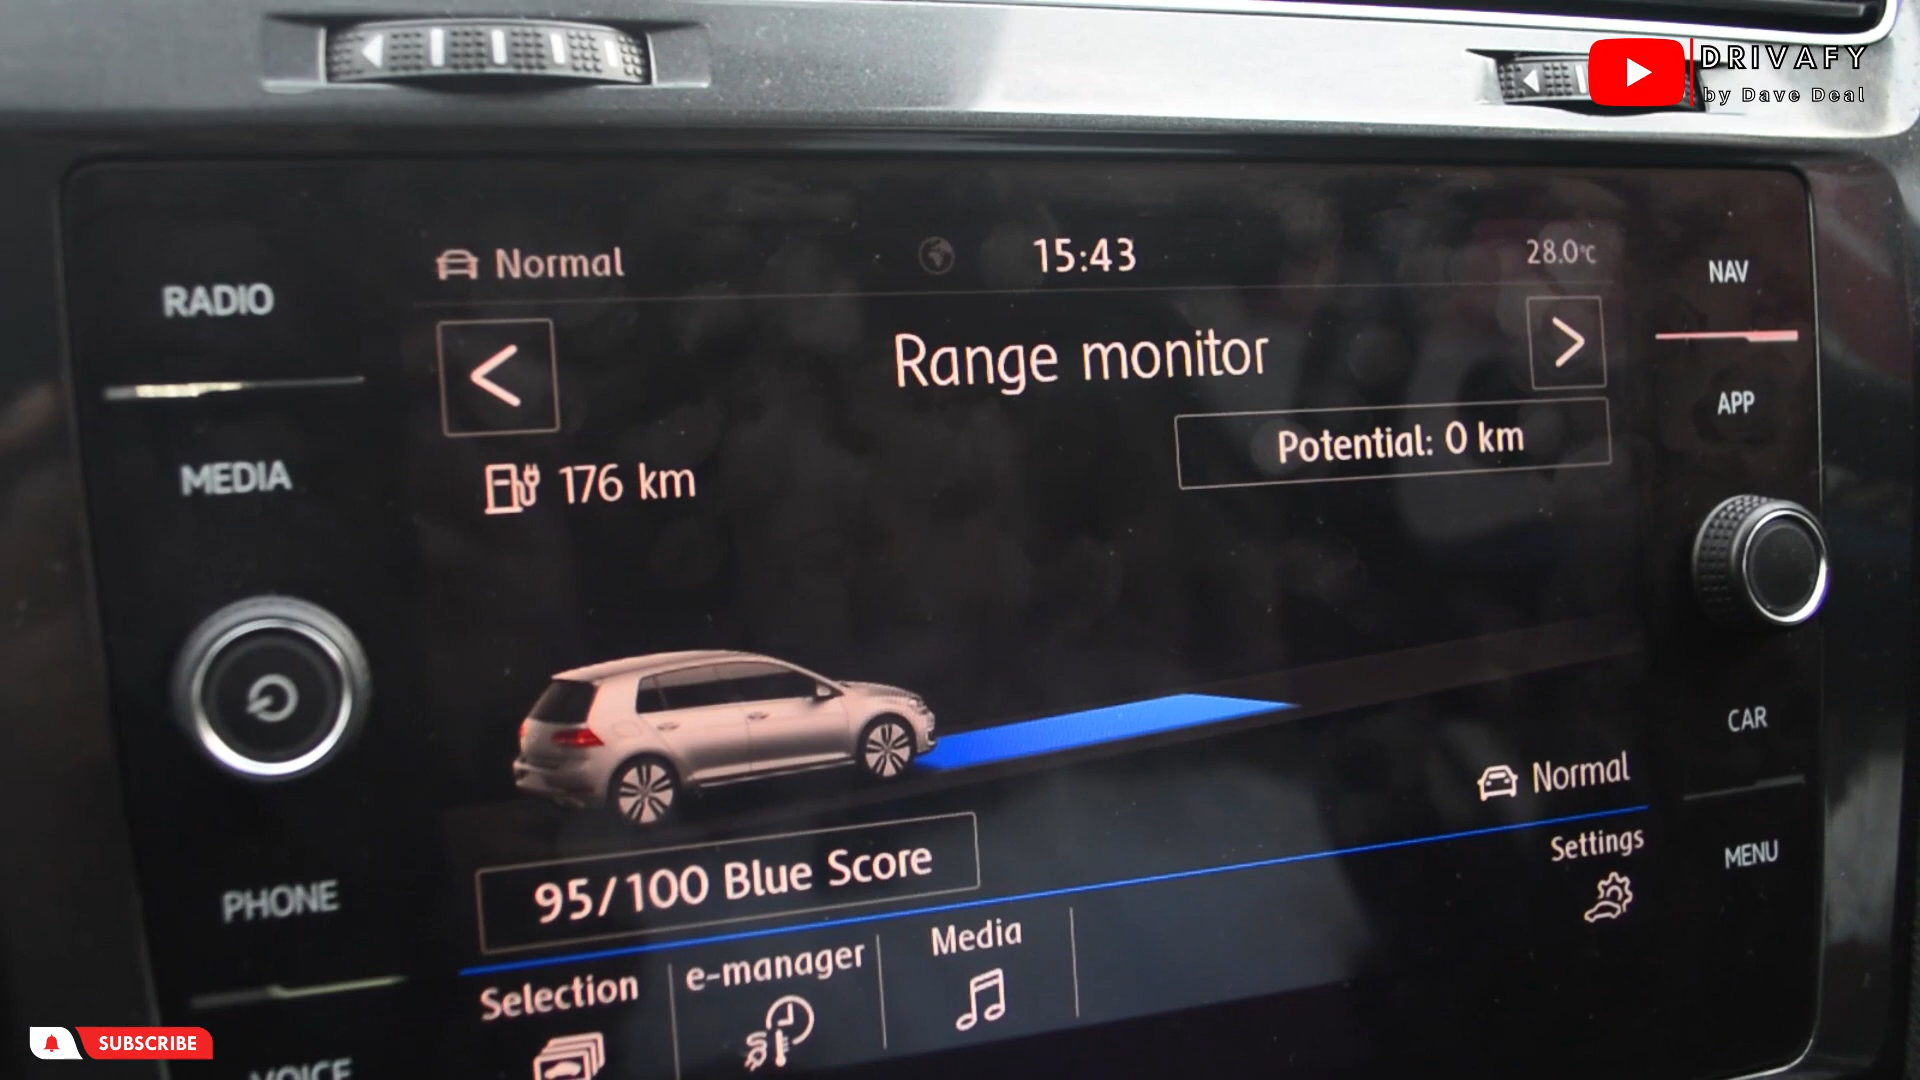 DRIVAFY
by Dave Deal
RADIO
MEDIA
PHONE
VOICE
Normal
15:43
28.0°C
Range monitor
176 km
Potential: 0 km
Normal
95/100 Blue Score
Settings
Selection
e-manager
Media
NAV
APP
CAR
MENU
SUBSCRIBE